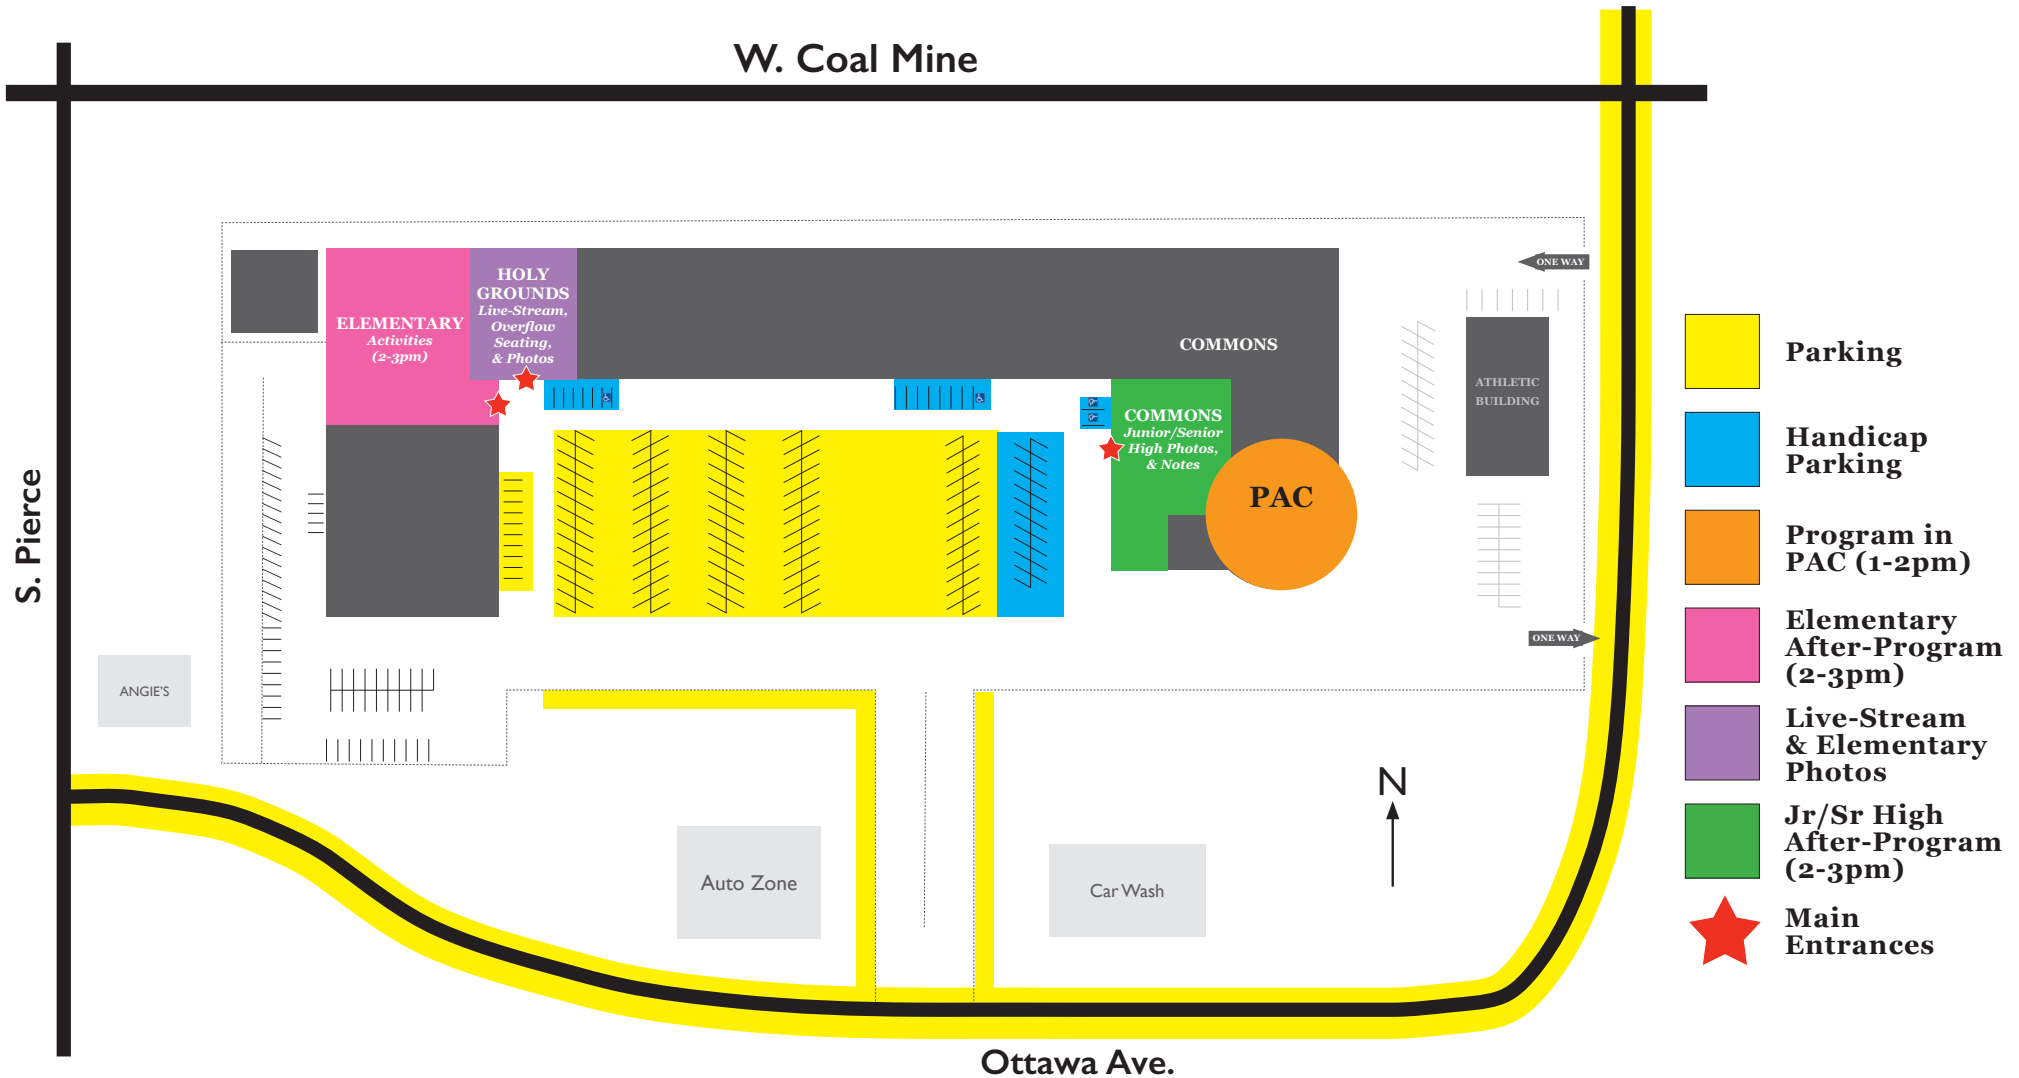 W. Coal Mine
S. Pierce
HOLY
GROUNDS
Live-Stream,
Overflow
Seating,
& Photos
ELEMENTARY
Activities
(2-3pm)
COMMONS
COMMONS
Junior/Senior
High Photos,
& Notes
PAC
ONE WAY
ATHLETIC
BUILDING
ONE WAY
ANGIE'S
Auto Zone
Car Wash
N
Ottawa Ave.
Parking
Handicap
Parking
Program in
PAC (1-2pm)
Elementary
After-Program
(2-3pm)
Live-Stream
& Elementary
Photos
Jr/Sr High
After-Program
(2-3pm)
Main
Entrances